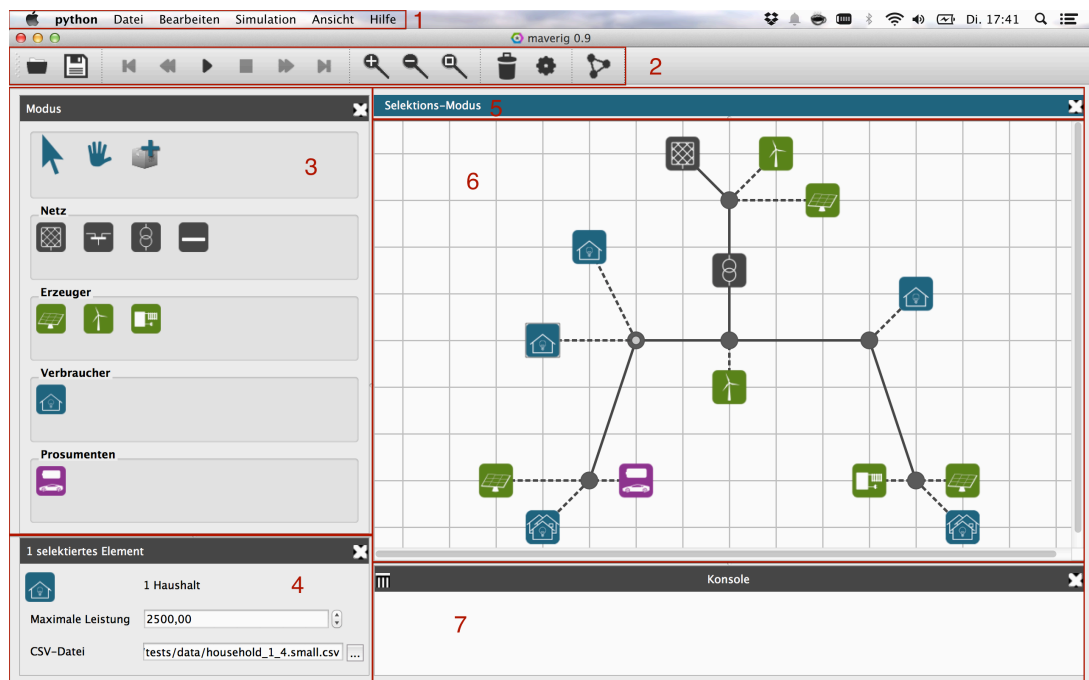 python Datei Bearbeiten Simulation Ansicht Hilfe 1 Di. 17:41
maverig 0.9
2
Modus
Selektions-Modus 5
3
6
Netz
Erzeuger
Verbraucher
Prosumenten
1 selektiertes Element
Konsole
1 Haushalt 4
Maximale Leistung 2500,00
7
CSV-Datei 'tests/data/household_1_4.small.csv ...